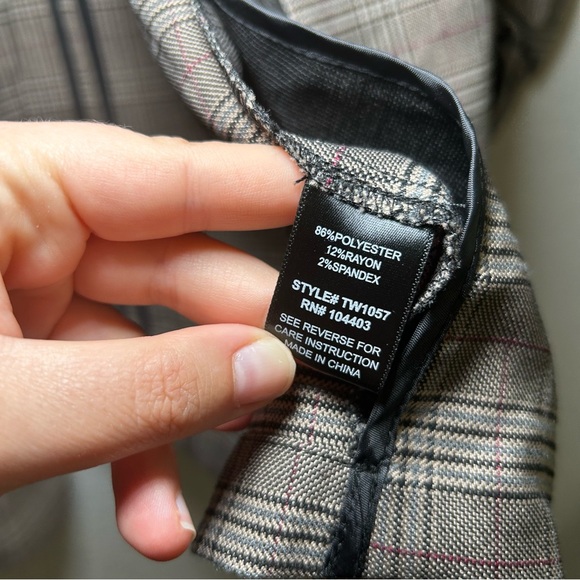 86%POLYESTER
12%RAYON
2%SPANDEX
STYLE# TW1057
RN# 104403
SEE REVERSE FOR
CARE INSTRUCTION
MADE IN CHINA